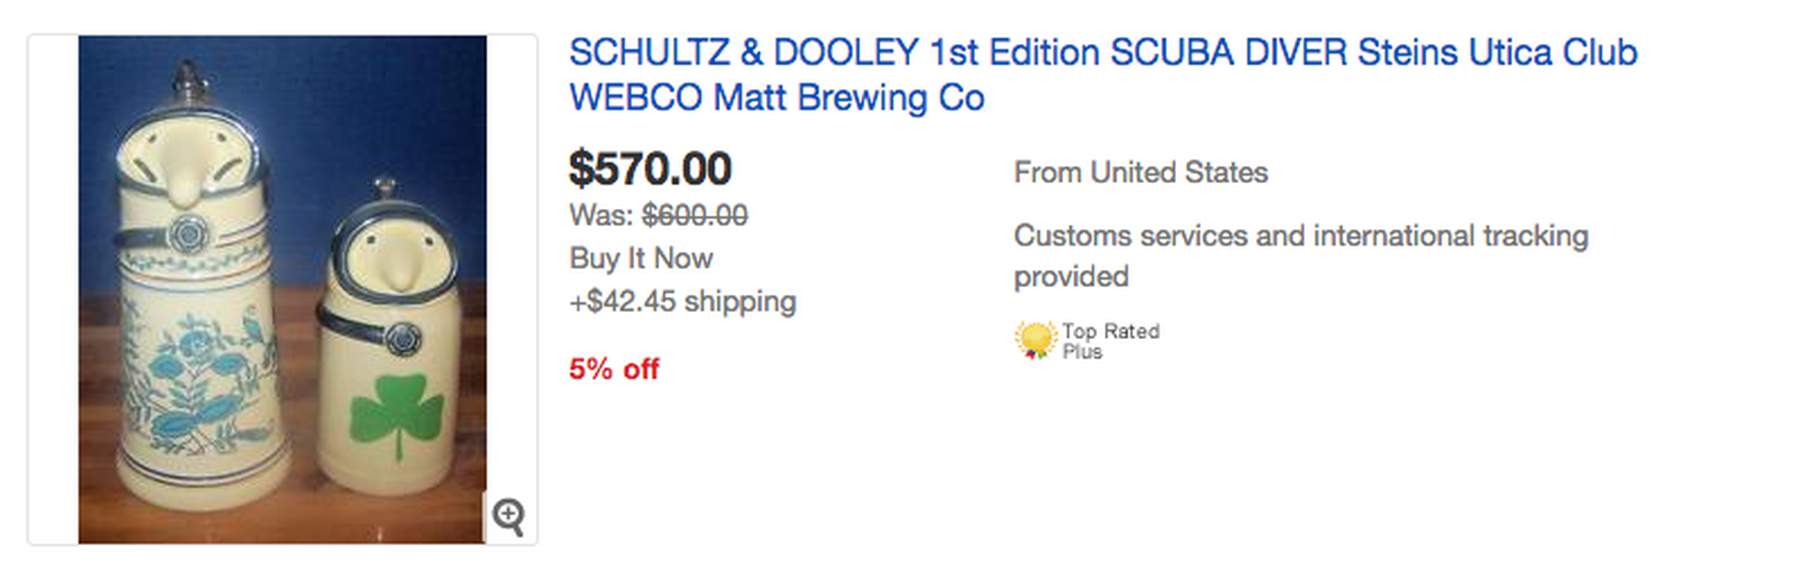 SCHULTZ & DOOLEY 1st Edition SCUBA DIVER Steins Utica Club
WEBCO Matt Brewing Co
$570.00
Was: $600.00
Buy It Now
+$42.45 shipping
5% off
From United States
Customs services and international tracking
provided
Top Rated
Plus